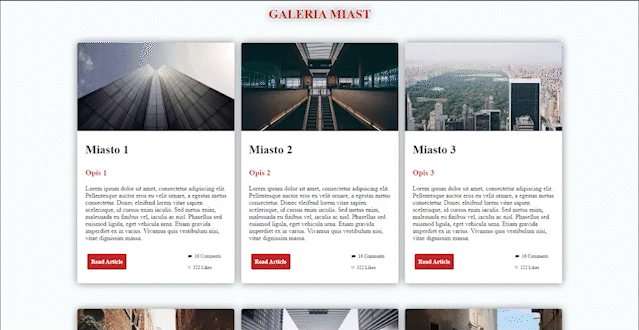 GALERIA MIAST
Miasto 1
Opis 1
Lorem ipsum dolor sit amet, consectetur adipiscing elit.
Pellentesque auctor eros eu velit ornare, a egestas metus
consectetur. Donec eleifend lorem vitae sapien
scelerisque, id cursus enim iaculis. Sed metus enim,
malesuada eu finibus vel, iaculis ac nisl. Phasellus sed
euismod ligula, eget vehicula urna. Etiam gravida
imperdiet ex in varius. Vivamus quis vestibulum nisi,
vitae dignissim massa.
Read Article
18 Comments
322 Likes
Miasto 2
Opis 2
Lorem ipsum dolor sit amet, consectetur adipiscing elit.
Pellentesque auctor eros eu velit ornare, a egestas metus
consectetur. Donec eleifend lorem vitae sapien
scelerisque, id cursus enim iaculis. Sed metus enim,
malesuada eu finibus vel, iaculis ac nisl. Phasellus sed
euismod ligula, eget vehicula urna. Etiam gravida
imperdiet ex in varius. Vivamus quis vestibulum nisi,
vitae dignissim massa.
Read Article
18 Comments
322 Likes
Miasto 3
Opis 3
Lorem ipsum dolor sit amet, consectetur adipiscing elit.
Pellentesque auctor eros eu velit ornare, a egestas metus
consectetur. Donec eleifend lorem vitae sapien
scelerisque, id cursus enim iaculis. Sed metus enim,
malesuada eu finibus vel, iaculis ac nisl. Phasellus sed
euismod ligula, eget vehicula urna. Etiam gravida
imperdiet ex in varius. Vivamus quis vestibulum nisi,
vitae dignissim massa.
Read Article
18 Comments
322 Likes